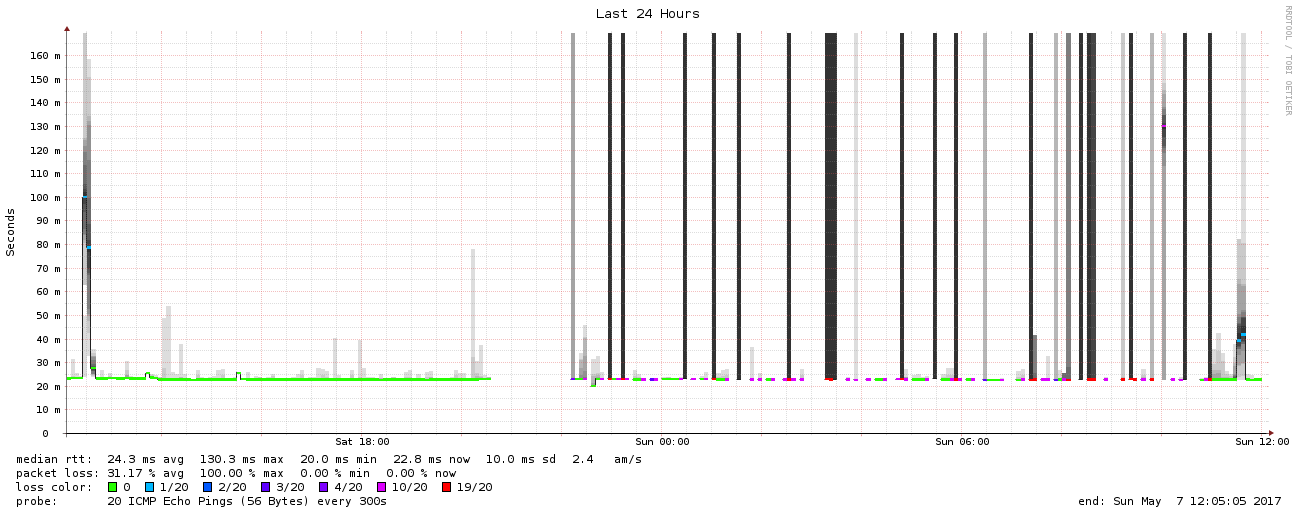 Last 24 Hours
RRDTOOL / TOBI OETIKER
Seconds
160 m
150 m
140 m
130 m
120 m
110 m
100 m
90 m
80 m
70 m
60 m
50 m
40 m
30 m
20 m
10 m
0
Sat 18:00 Sun 00:00 Sun 06:00 Sun 12:00
median rtt: 24.3 ms avg 130.3 ms max 20.0 ms min 22.8 ms now 10.0 ms sd 2.4 am/s
packet loss: 31.17 % avg 100.00 % max 0.00 % min 0.00 % now
loss color: 0 1/20 2/20 3/20 4/20 10/20 19/20
probe: 20 ICMP Echo Pings (56 Bytes) every 300s end: Sun May 7 12:05:05 2017